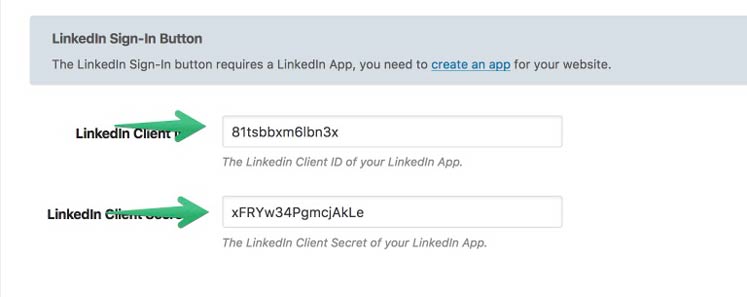 LinkedIn Sign-In Button
The LinkedIn Sign-In button requires a LinkedIn App, you need to create an app for your website.
LinkedIn Client
81tsbbxm6lbn3x
The Linkedin Client ID of your LinkedIn App.
LinkedIn Client
xFRYw34PgmcjAkLe
The LinkedIn Client Secret of your LinkedIn App.